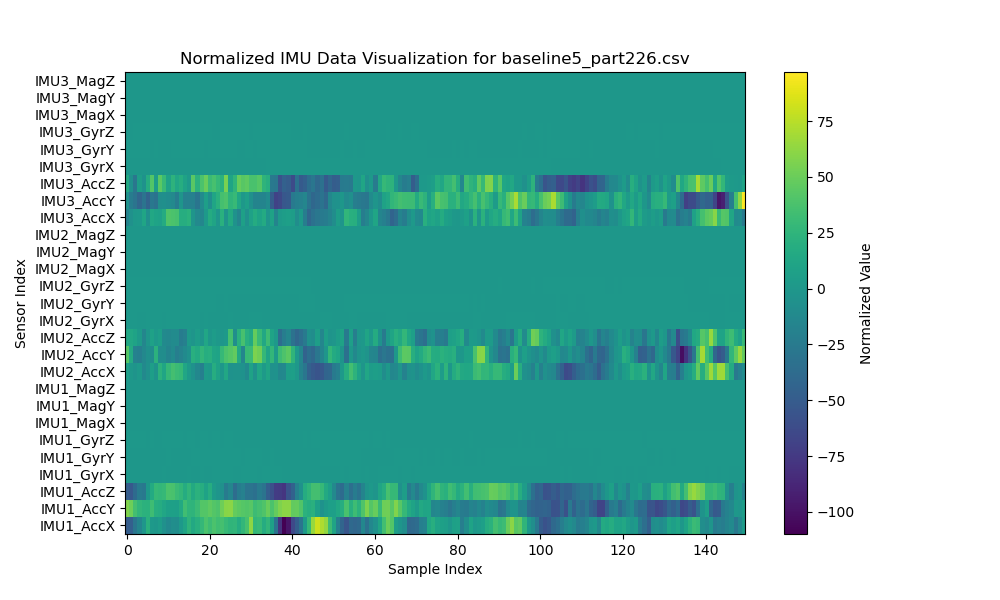 Normalized IMU Data Visualization for baseline5_part226.csv
IMU3_MagZ
IMU3_MagY
IMU3_MagX
IMU3_GyrZ
IMU3_GyrY
IMU3_GyrX
IMU3_AccZ
IMU3_AccY
IMU3_AccX
IMU2_MagZ
IMU2_MagY
IMU2_MagX
IMU2_GyrZ
IMU2_GyrY
IMU2_GyrX
IMU2_AccZ
IMU2_AccY
IMU2_AccX
IMU1_MagZ
IMU1_MagY
IMU1_MagX
IMU1_GyrZ
IMU1_GyrY
IMU1_GyrX
IMU1_AccZ
IMU1_AccY
IMU1_AccX
Sensor Index
0 20 40 60 80 100 120 140
Sample Index
75
50
25
0
−25
−50
−75
−100
Normalized Value